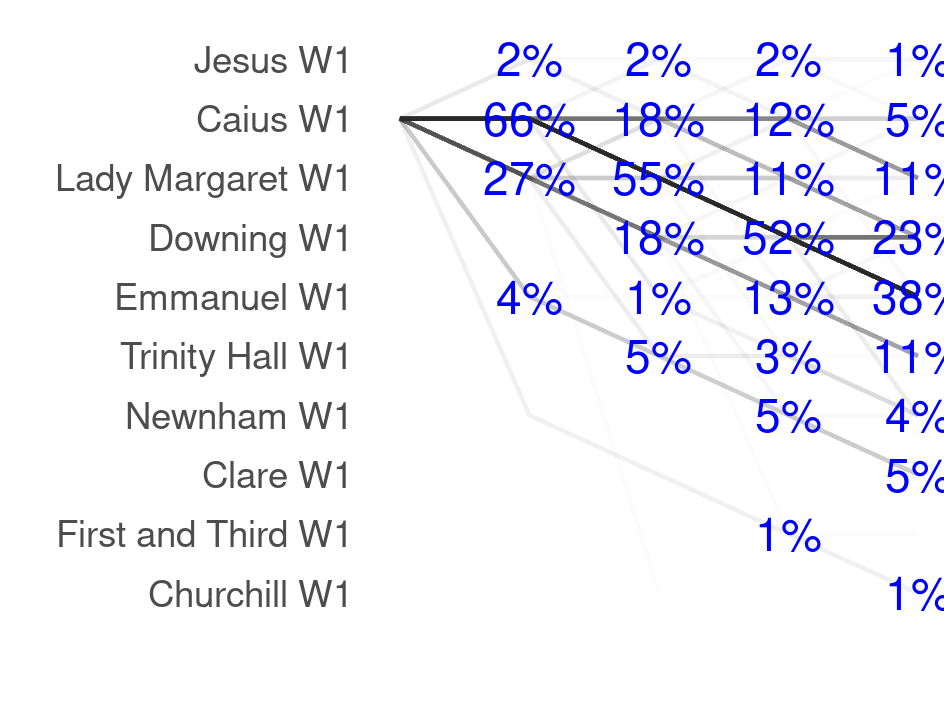 Jesus W1 2% 2% 2% 1%
Caius W1 66% 18% 12% 5%
Lady Margaret W1 27% 55% 11% 11%
Downing W1 18% 52% 23%
Emmanuel W1 4% 1% 13% 38%
Trinity Hall W1 5% 3% 11%
Newnham W1 5% 4%
Clare W1 5%
First and Third W1 1%
Churchill W1 1%